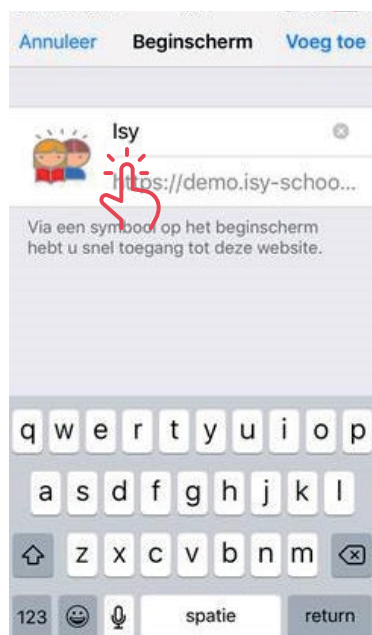 Annuleer Beginscherm Voeg toe
Isy
https://demo.isy-schoo...
Via een symbool op het beginscherm
hebt u snel toegang tot deze website.
q w e r t y u i o p
a s d f g h j k l
z x c v b n m
123 spatie return